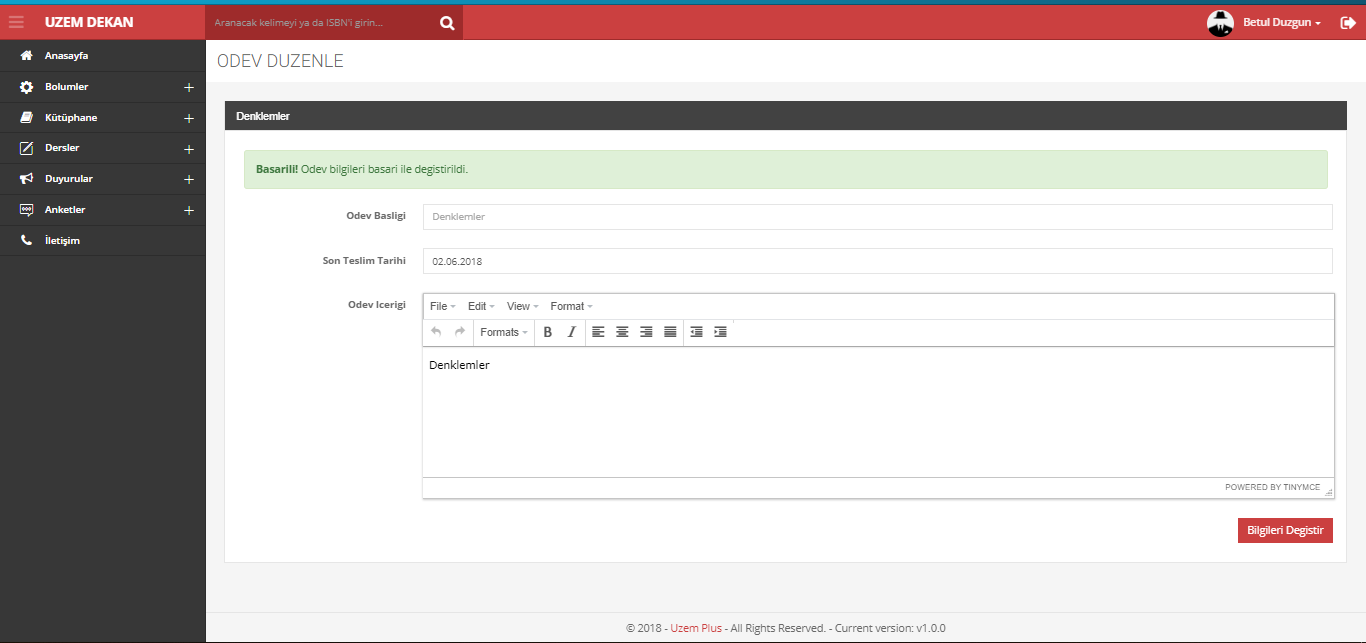 UZEM DEKAN
Aranacak kelimeyi ya da ISBN'i girin...
Betul Duzgun
Anasayfa
Bolumler
Kütüphane
Dersler
Duyurular
Anketler
İletişim
ODEV DUZENLE
Denklemler
Basarili! Odev bilgileri basari ile degistirildi.
Odev Basligi Denklemler
Son Teslim Tarihi 02.06.2018
Odev Icerigi
File Edit View Format
Formats B I
Denklemler
POWERED BY TINYMCE
Bilgileri Degistir
© 2018 - Uzem Plus - All Rights Reserved. - Current version: v1.0.0